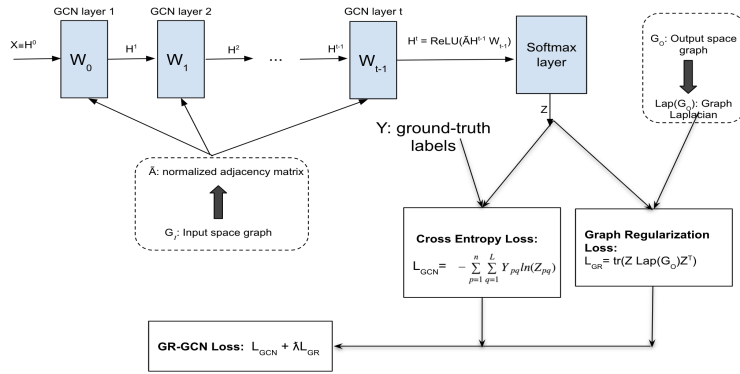 GCN layer 1
GCN layer 2
GCN layer t
X=H⁰
W₀
H¹
W₁
H²
...
Hᵗ⁻¹
Wₜ₋₁
Hᵗ = ReLU(ÃHᵗ⁻¹ Wₜ₋₁)
Softmax
layer
G_O: Output space
graph
Lap(G_O): Graph
Laplacian
Z
Y: ground-truth
labels
Ã: normalized adjacency matrix
G_I: Input space graph
Cross Entropy Loss:
L_GCN= - ∑_{p=1}^{n} ∑_{q=1}^{L} Y_pq ln(Z_pq)
Graph Regularization
Loss:
L_GR= tr(Z Lap(G_O)Zᵀ)
GR-GCN Loss: L_GCN + ƛL_GR